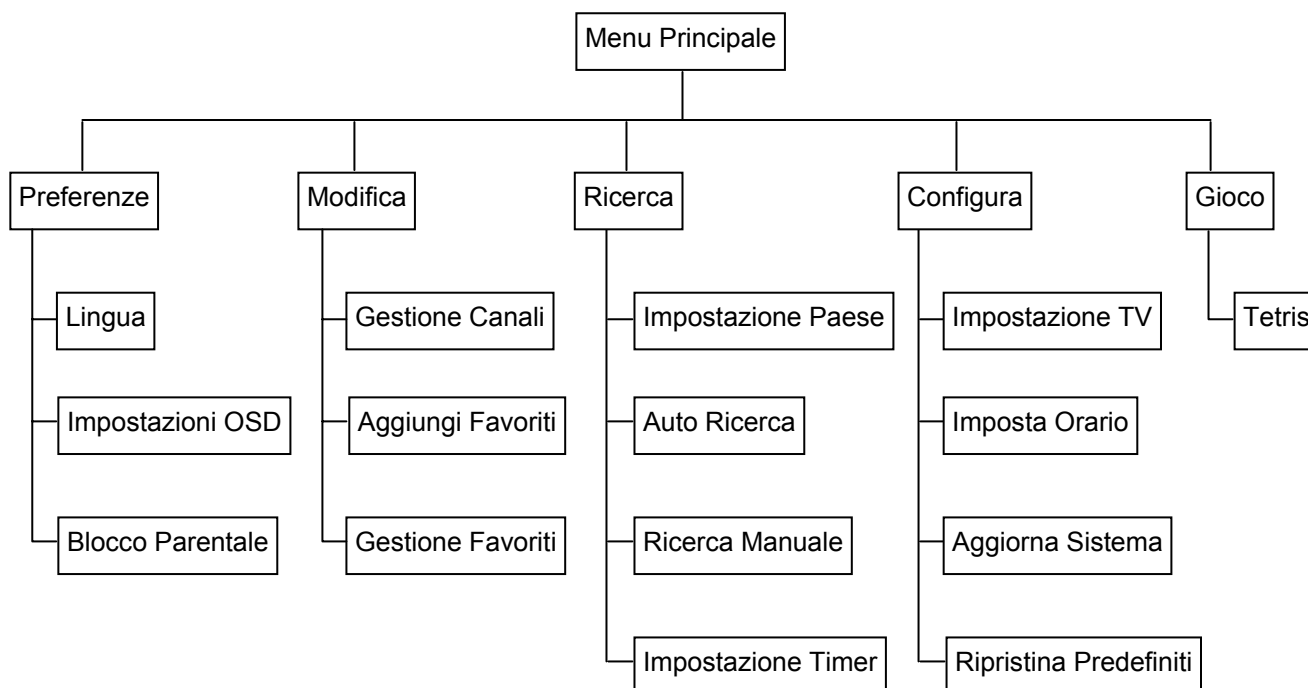 Menu Principale
Preferenze
Modifica
Ricerca
Configura
Gioco
Lingua
Gestione Canali
Impostazione Paese
Impostazione TV
Tetris
Impostazioni OSD
Aggiungi Favoriti
Auto Ricerca
Imposta Orario
Blocco Parentale
Gestione Favoriti
Ricerca Manuale
Aggiorna Sistema
Impostazione Timer
Ripristina Predefiniti